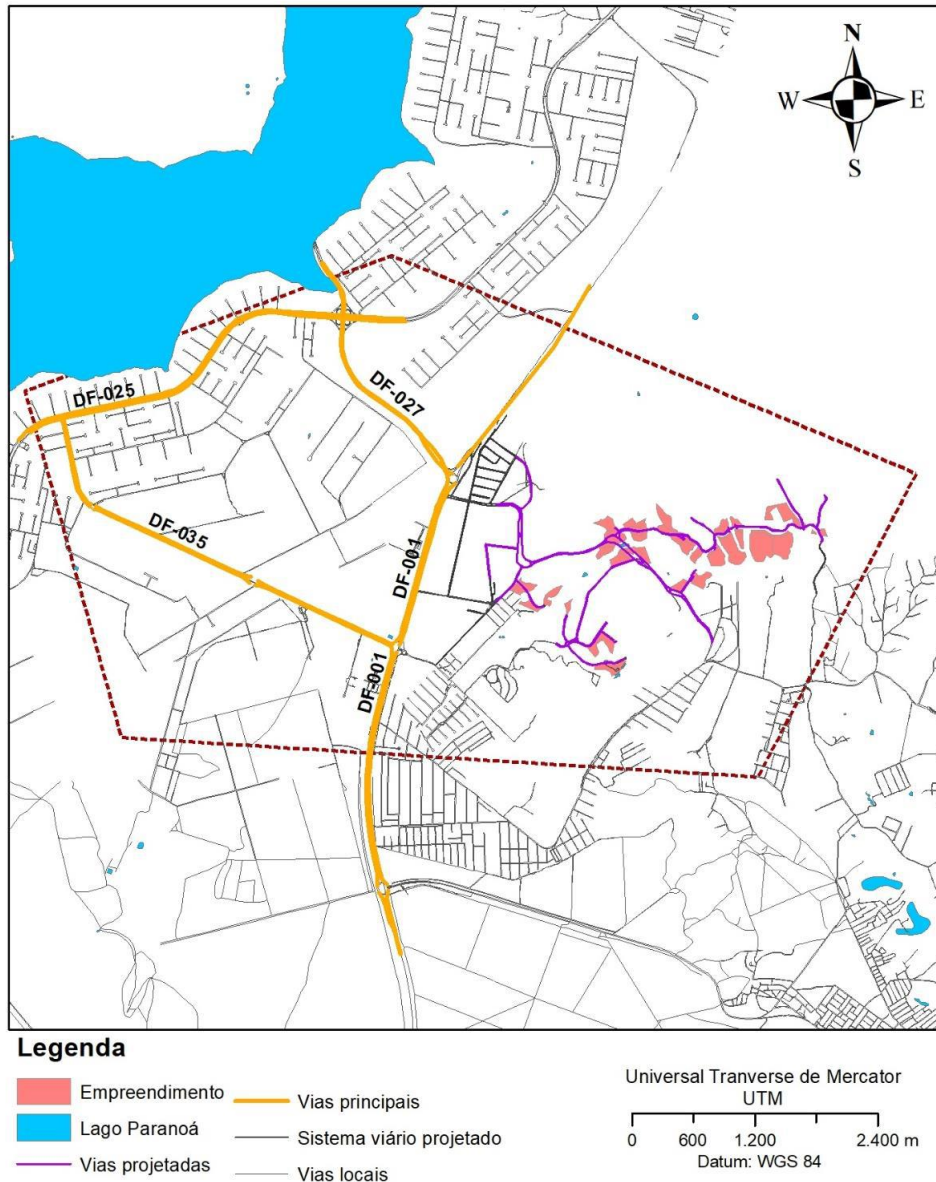 N
W E
S
DF-025
DF-027
DF-035
DF-001
DF-001
Legenda
Empreendimento
Lago Paranoá
Vias projetadas
Vias principais
Sistema viário projetado
Vias locais
Universal Tranverse de Mercator
UTM
0 600 1.200 2.400 m
Datum: WGS 84